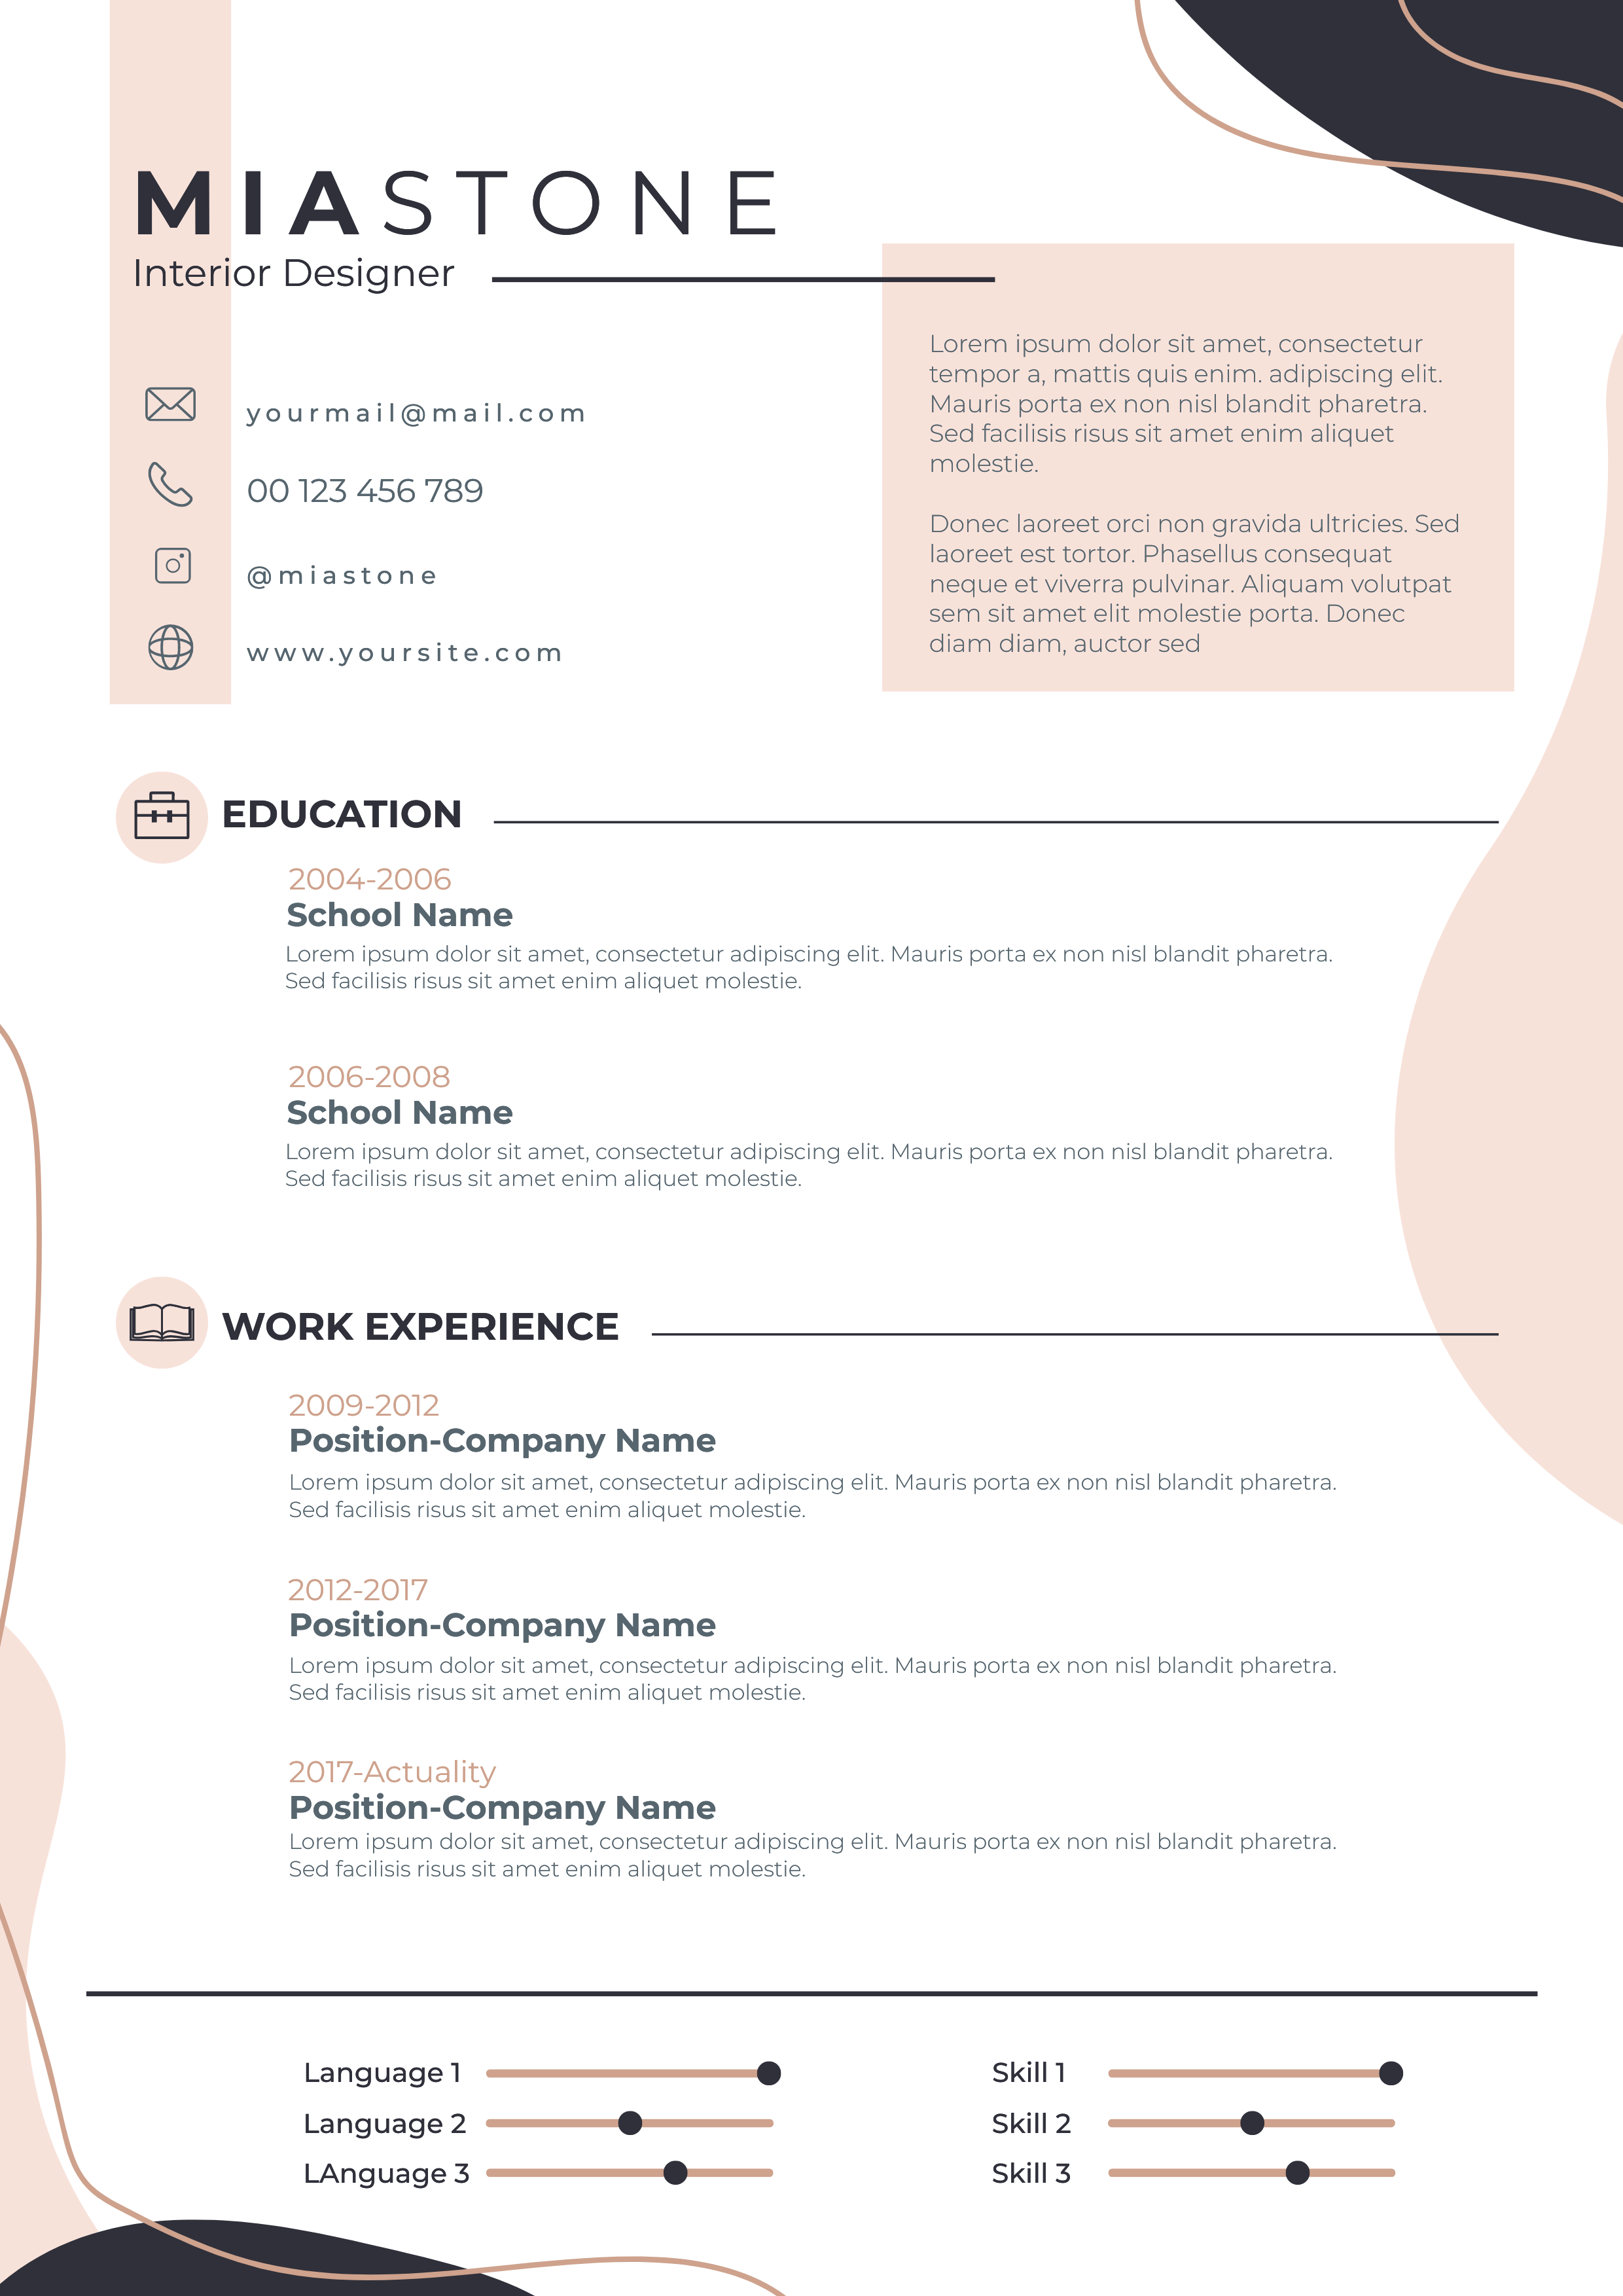 MIASTONE
Interior Designer
yourmail@mail.com
00 123 456 789
@miastone
www.yoursite.com
Lorem ipsum dolor sit amet, consectetur
tempor a, mattis quis enim. adipiscing elit.
Mauris porta ex non nisl blandit pharetra.
Sed facilisis risus sit amet enim aliquet
molestie.
Donec laoreet orci non gravida ultricies. Sed
laoreet est tortor. Phasellus consequat
neque et viverra pulvinar. Aliquam volutpat
sem sit amet elit molestie porta. Donec
diam diam, auctor sed
EDUCATION
2004-2006
School Name
Lorem ipsum dolor sit amet, consectetur adipiscing elit. Mauris porta ex non nisl blandit pharetra.
Sed facilisis risus sit amet enim aliquet molestie.
2006-2008
School Name
Lorem ipsum dolor sit amet, consectetur adipiscing elit. Mauris porta ex non nisl blandit pharetra.
Sed facilisis risus sit amet enim aliquet molestie.
WORK EXPERIENCE
2009-2012
Position-Company Name
Lorem ipsum dolor sit amet, consectetur adipiscing elit. Mauris porta ex non nisl blandit pharetra.
Sed facilisis risus sit amet enim aliquet molestie.
2012-2017
Position-Company Name
Lorem ipsum dolor sit amet, consectetur adipiscing elit. Mauris porta ex non nisl blandit pharetra.
Sed facilisis risus sit amet enim aliquet molestie.
2017-Actuality
Position-Company Name
Lorem ipsum dolor sit amet, consectetur adipiscing elit. Mauris porta ex non nisl blandit pharetra.
Sed facilisis risus sit amet enim aliquet molestie.
Language 1
Language 2
LAnguage 3
Skill 1
Skill 2
Skill 3